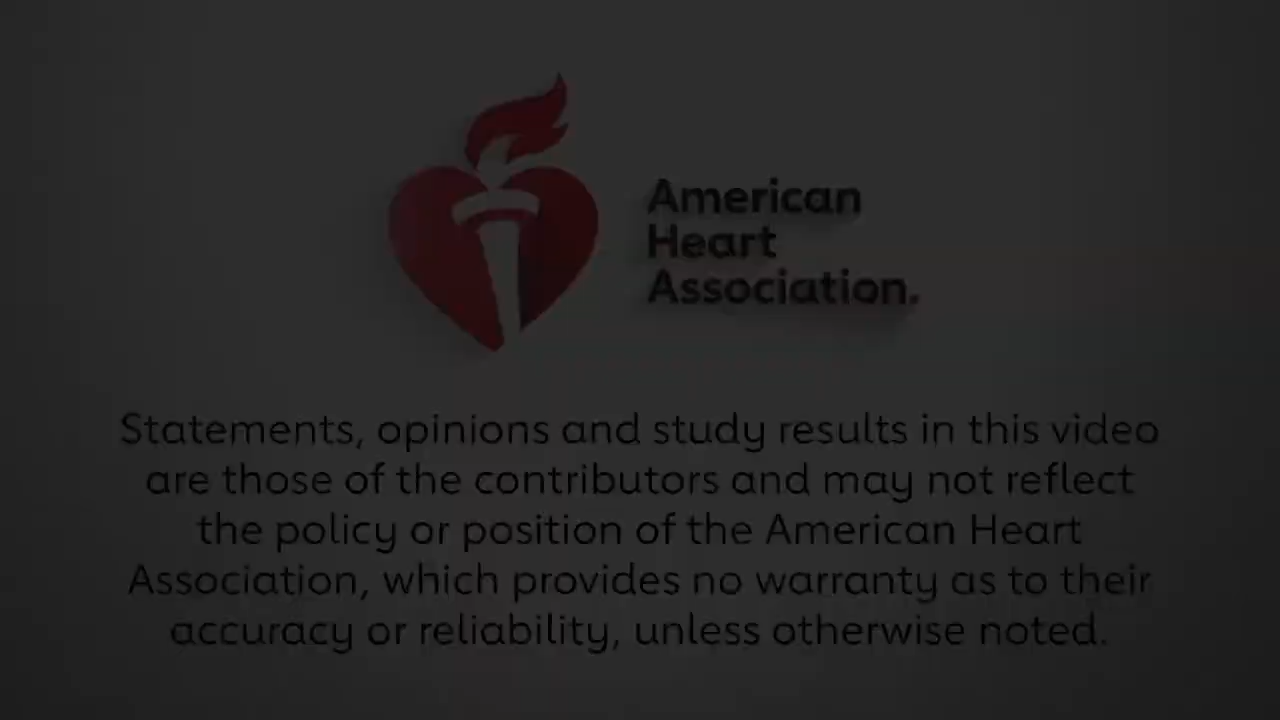 American
Heart
Association.
Statements, opinions and study results in this video
are those of the contributors and may not reflect
the policy or position of the American Heart
Association, which provides no warranty as to their
accuracy or reliability, unless otherwise noted.